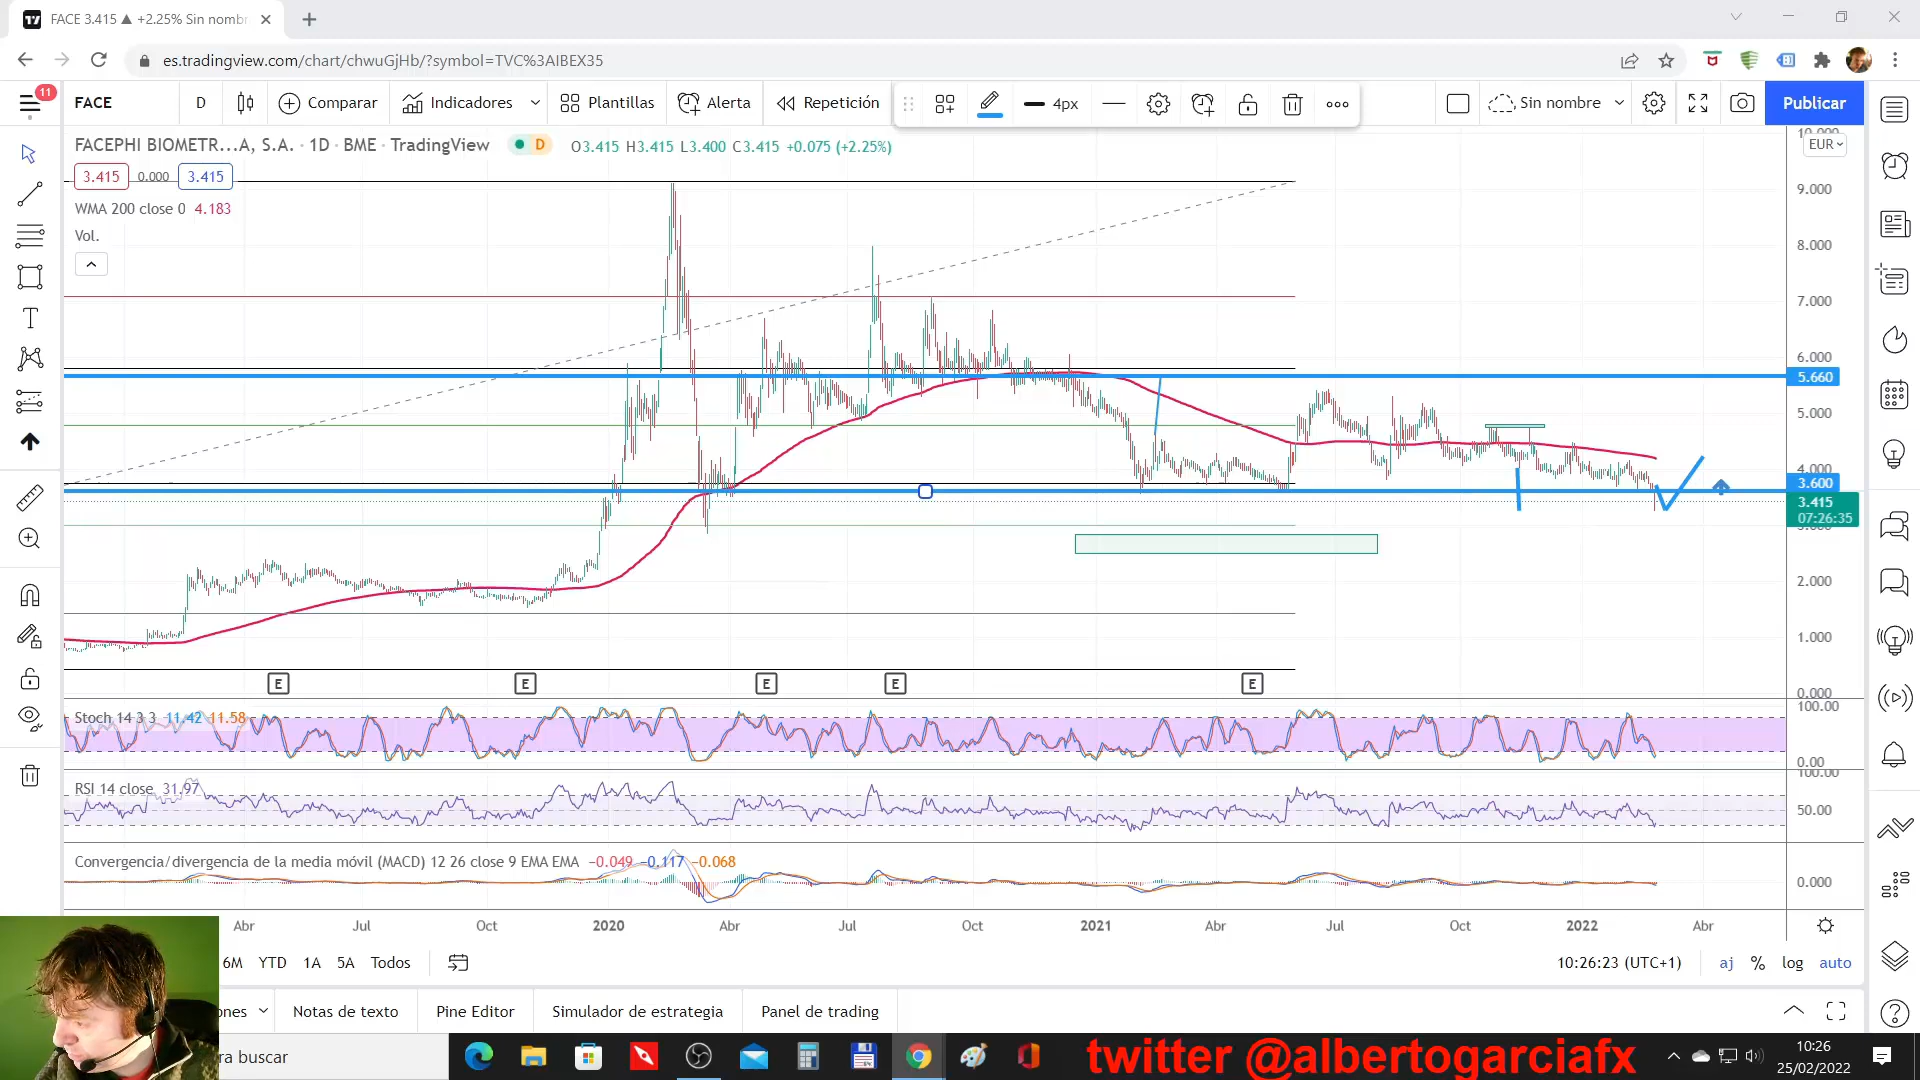 FACE 3.415 ▲ +2.25% Sin nombr
es.tradingview.com/chart/chwuGjHb/?symbol=TVC%3AIBEX35
11
FACE
D
Comparar
Indicadores
Plantillas
Alerta
Repetición
4px
Sin nombre
Publicar
FACEPHI BIOMETR...A, S.A. · 1D · BME · TradingView
D
O3.415 H3.415 L3.400 C3.415 +0.075 (+2.25%)
10.000
EUR
3.415
0.000
3.415
9.000
WMA 200 close 0 4.183
Vol.
8.000
7.000
6.000
5.660
5.000
4.000
3.600
3.415
07:26:35
2.000
1.000
E
E
E
E
E
0.000
Stoch 14 3 3 11.42 11.58
100.00
0.00
RSI 14 close 31.97
100.00
50.00
Convergencia/divergencia de la media móvil (MACD) 12 26 close 9 EMA EMA −0.049 −0.117 −0.068
0.000
Abr
Jul
Oct
2020
Abr
Jul
Oct
2021
Abr
Jul
Oct
2022
Abr
6M
YTD
1A
5A
Todos
10:26:23 (UTC+1)
aj
%
log
auto
ones
Notas de texto
Pine Editor
Simulador de estrategia
Panel de trading
ra buscar
twitter @albertogarciafx
10:26
25/02/2022